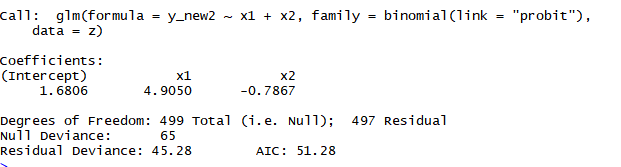 Call:  glm(formula = y_new2 ~ x1 + x2, family = binomial(link = "probit"),
    data = z)
Coefficients:
(Intercept)           x1           x2
     1.6806       4.9050      -0.7867
Degrees of Freedom: 499 Total (i.e. Null);  497 Residual
Null Deviance:      65
Residual Deviance: 45.28        AIC: 51.28
>